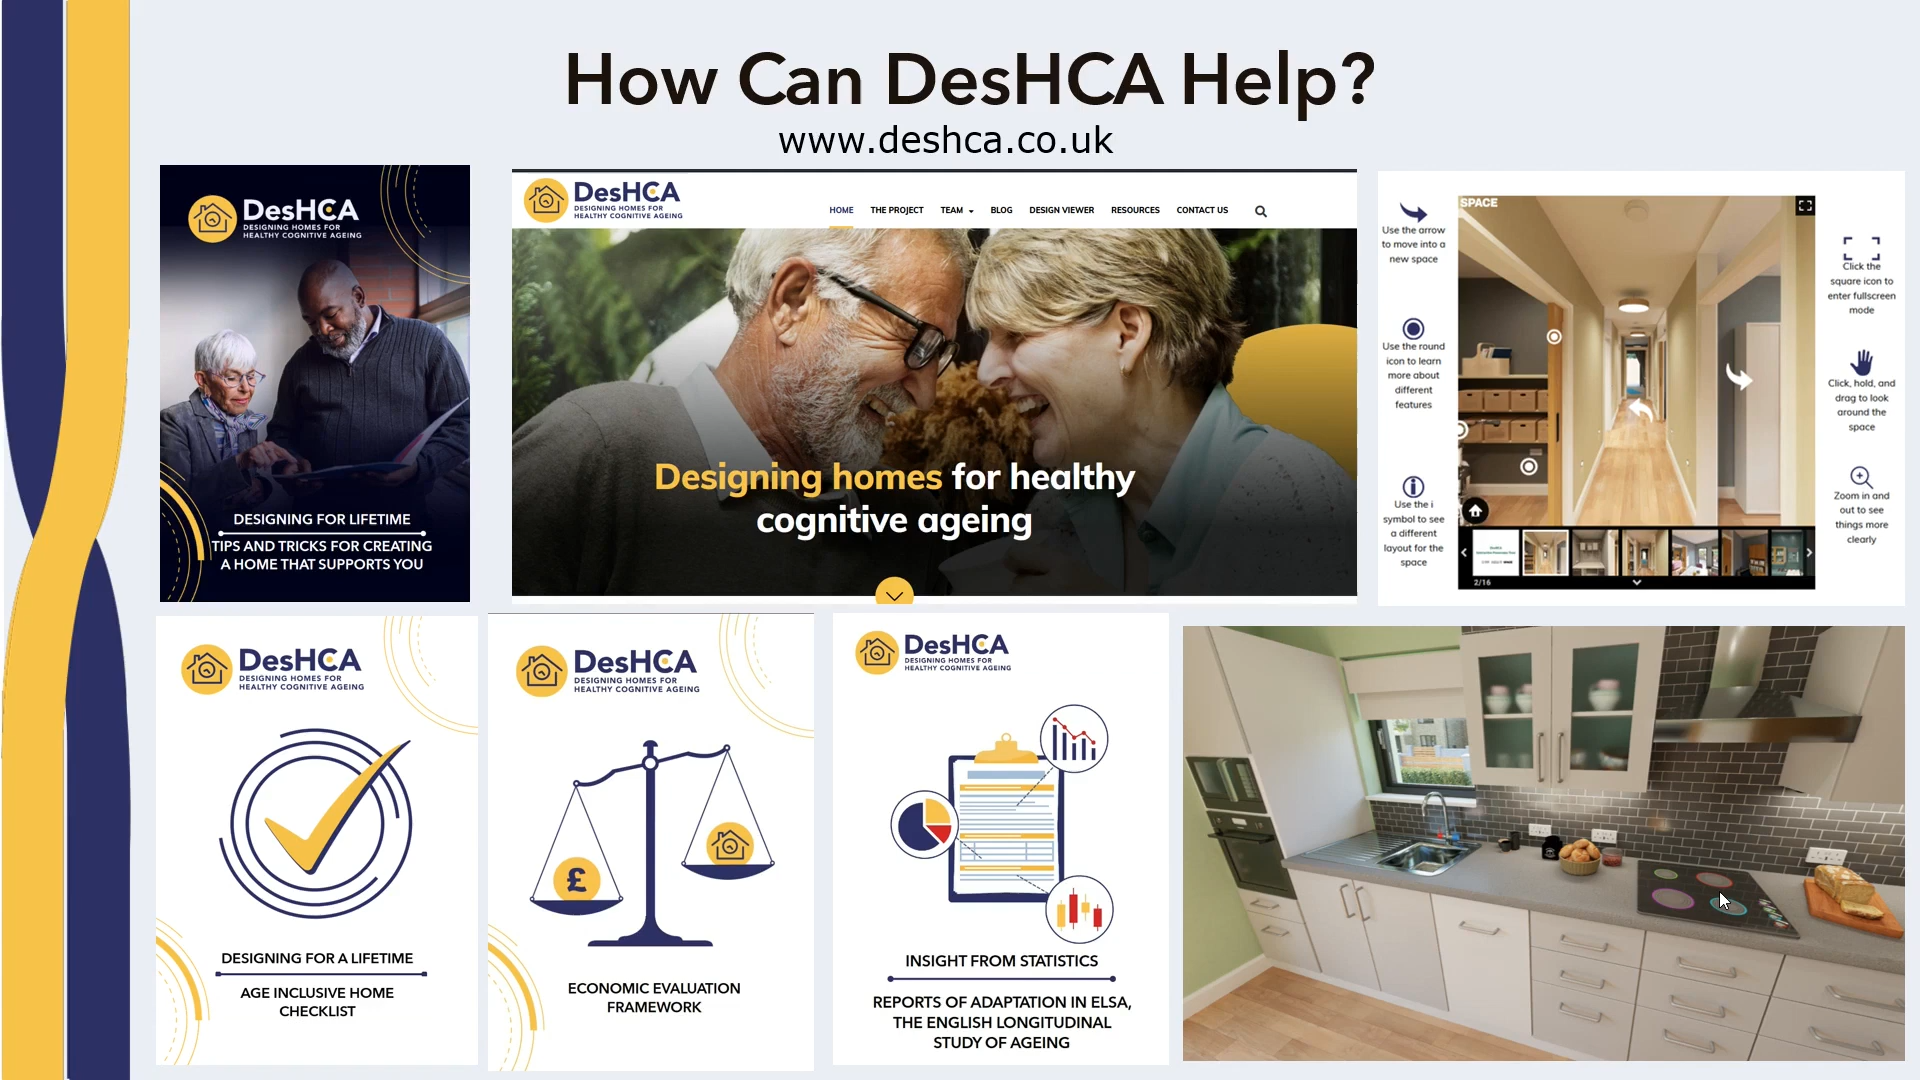 How Can DesHCA Help?
www.deshca.co.uk
DesHCA
DESIGNING HOMES FOR
HEALTHY COGNITIVE AGEING
DESIGNING FOR LIFETIME
TIPS AND TRICKS FOR CREATING
A HOME THAT SUPPORTS YOU
DesHCA
DESIGNING HOMES FOR
HEALTHY COGNITIVE AGEING
HOME THE PROJECT TEAM BLOG DESIGN VIEWER RESOURCES CONTACT US
Designing homes for healthy
cognitive ageing
Use the arrow
to move into a
new space
Use the round
icon to learn
more about
different
features
Use the i
symbol to see
a different
layout for the
space
SPACE
2/16
Click the
square icon to
enter fullscreen
mode
Click, hold, and
drag to look
around the
space
Zoom in and
out to see
things more
clearly
DesHCA
DESIGNING HOMES FOR
HEALTHY COGNITIVE AGEING
DESIGNING FOR A LIFETIME
AGE INCLUSIVE HOME
CHECKLIST
DesHCA
DESIGNING HOMES FOR
HEALTHY COGNITIVE AGEING
£
ECONOMIC EVALUATION
FRAMEWORK
DesHCA
DESIGNING HOMES FOR
HEALTHY COGNITIVE AGEING
INSIGHT FROM STATISTICS
REPORTS OF ADAPTATION IN ELSA,
THE ENGLISH LONGITUDINAL
STUDY OF AGEING